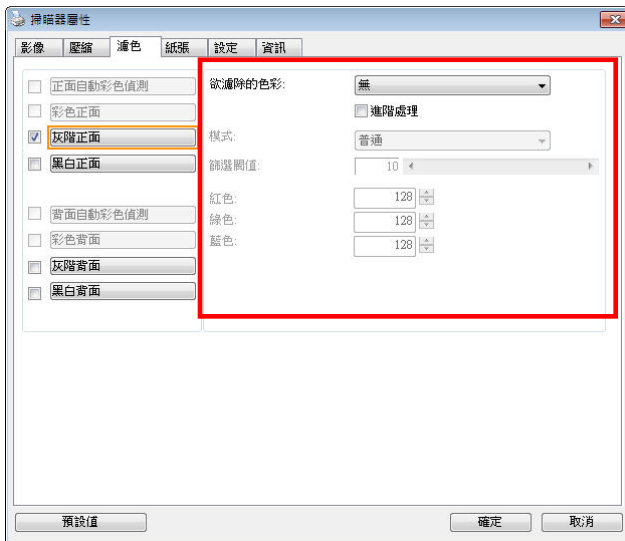 掃瞄器屬性
影像 壓縮 濾色 紙張 設定 資訊
正面自動彩色偵測
彩色正面
灰階正面
黑白正面
背面自動彩色偵測
彩色背面
灰階背面
黑白背面
欲濾除的色彩: 無
進階處理
模式: 普通
篩選閾值: 10
紅色: 128
綠色: 128
藍色: 128
預設值 確定 取消